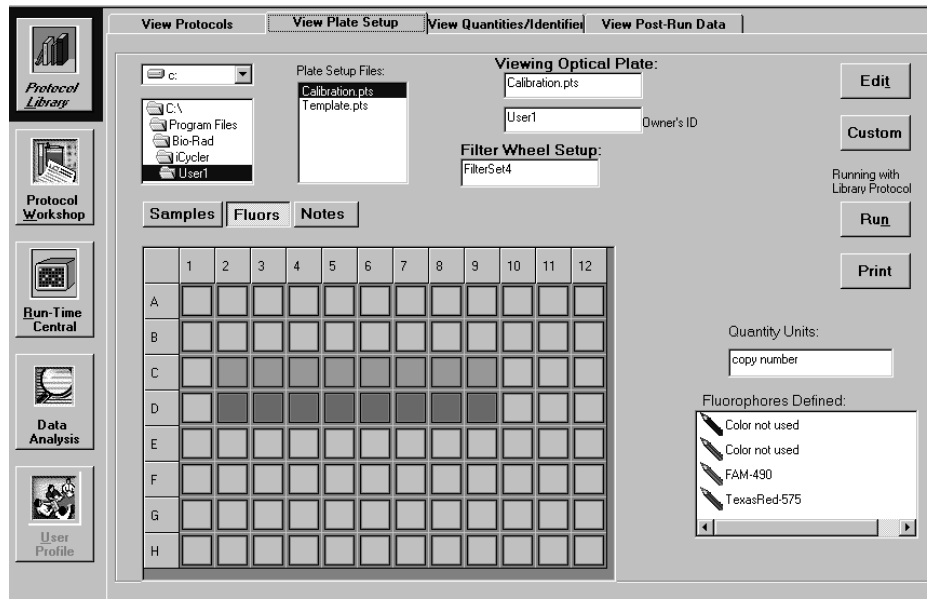 View Protocols
View Plate Setup
View Quantities/Identifier
View Post-Run Data
Protocol
Library
Protocol
Workshop
Run-Time
Central
Data
Analysis
User
Profile
c:
C:\
Program Files
Bio-Rad
iCycler
User1
Plate Setup Files:
Calibration.pts
Template.pts
Viewing Optical Plate:
Calibration.pts
User1
Owner's ID
Filter Wheel Setup:
FilterSet4
Edit
Custom
Running with
Library Protocol
Run
Print
Samples
Fluors
Notes
1 2 3 4 5 6 7 8 9 10 11 12
A
B
C
D
E
F
G
H
Quantity Units:
copy number
Fluorophores Defined:
Color not used
Color not used
FAM-490
TexasRed-575